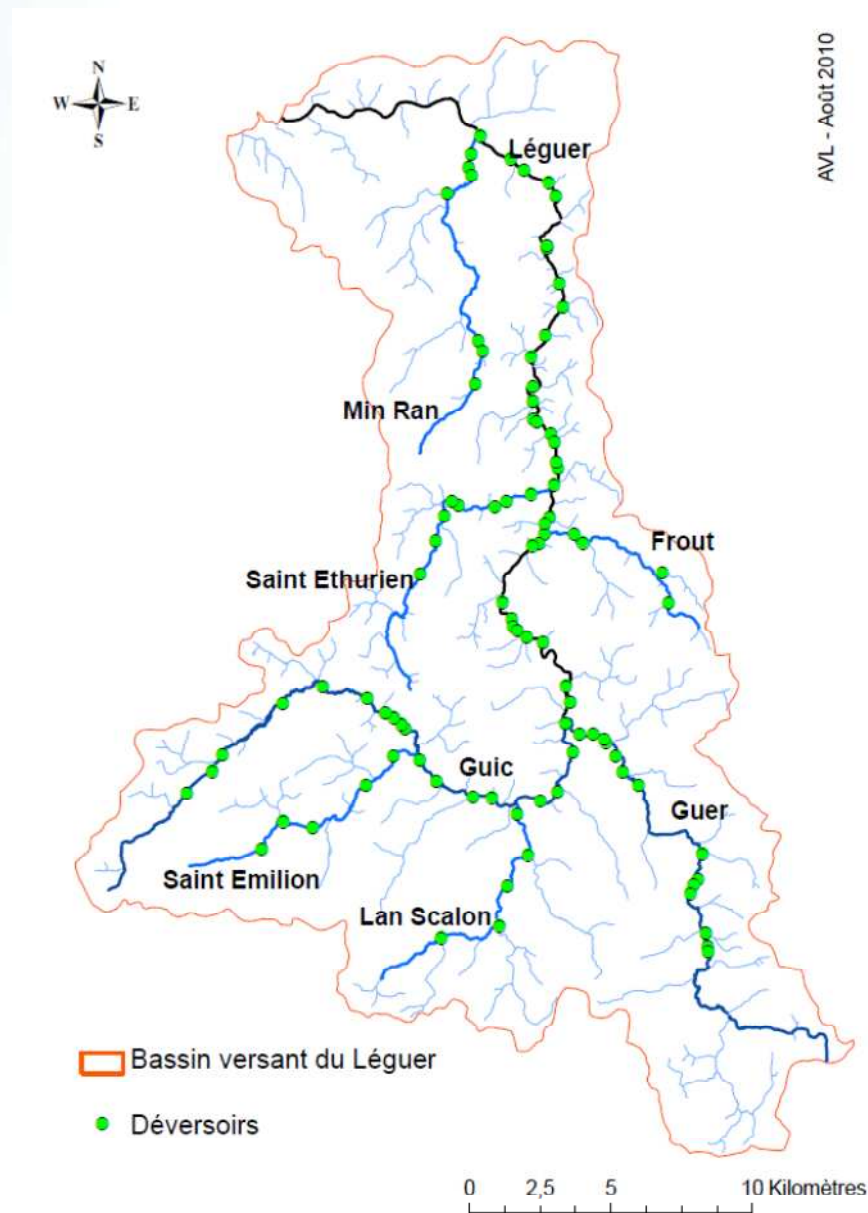 N
W E
S
AVL - Août 2010
Léguer
Min Ran
Frout
Saint Ethurien
Guic
Guer
Saint Emilion
Lan Scalon
Bassin versant du Léguer
Déversoirs
0 2,5 5 10 Kilomètres